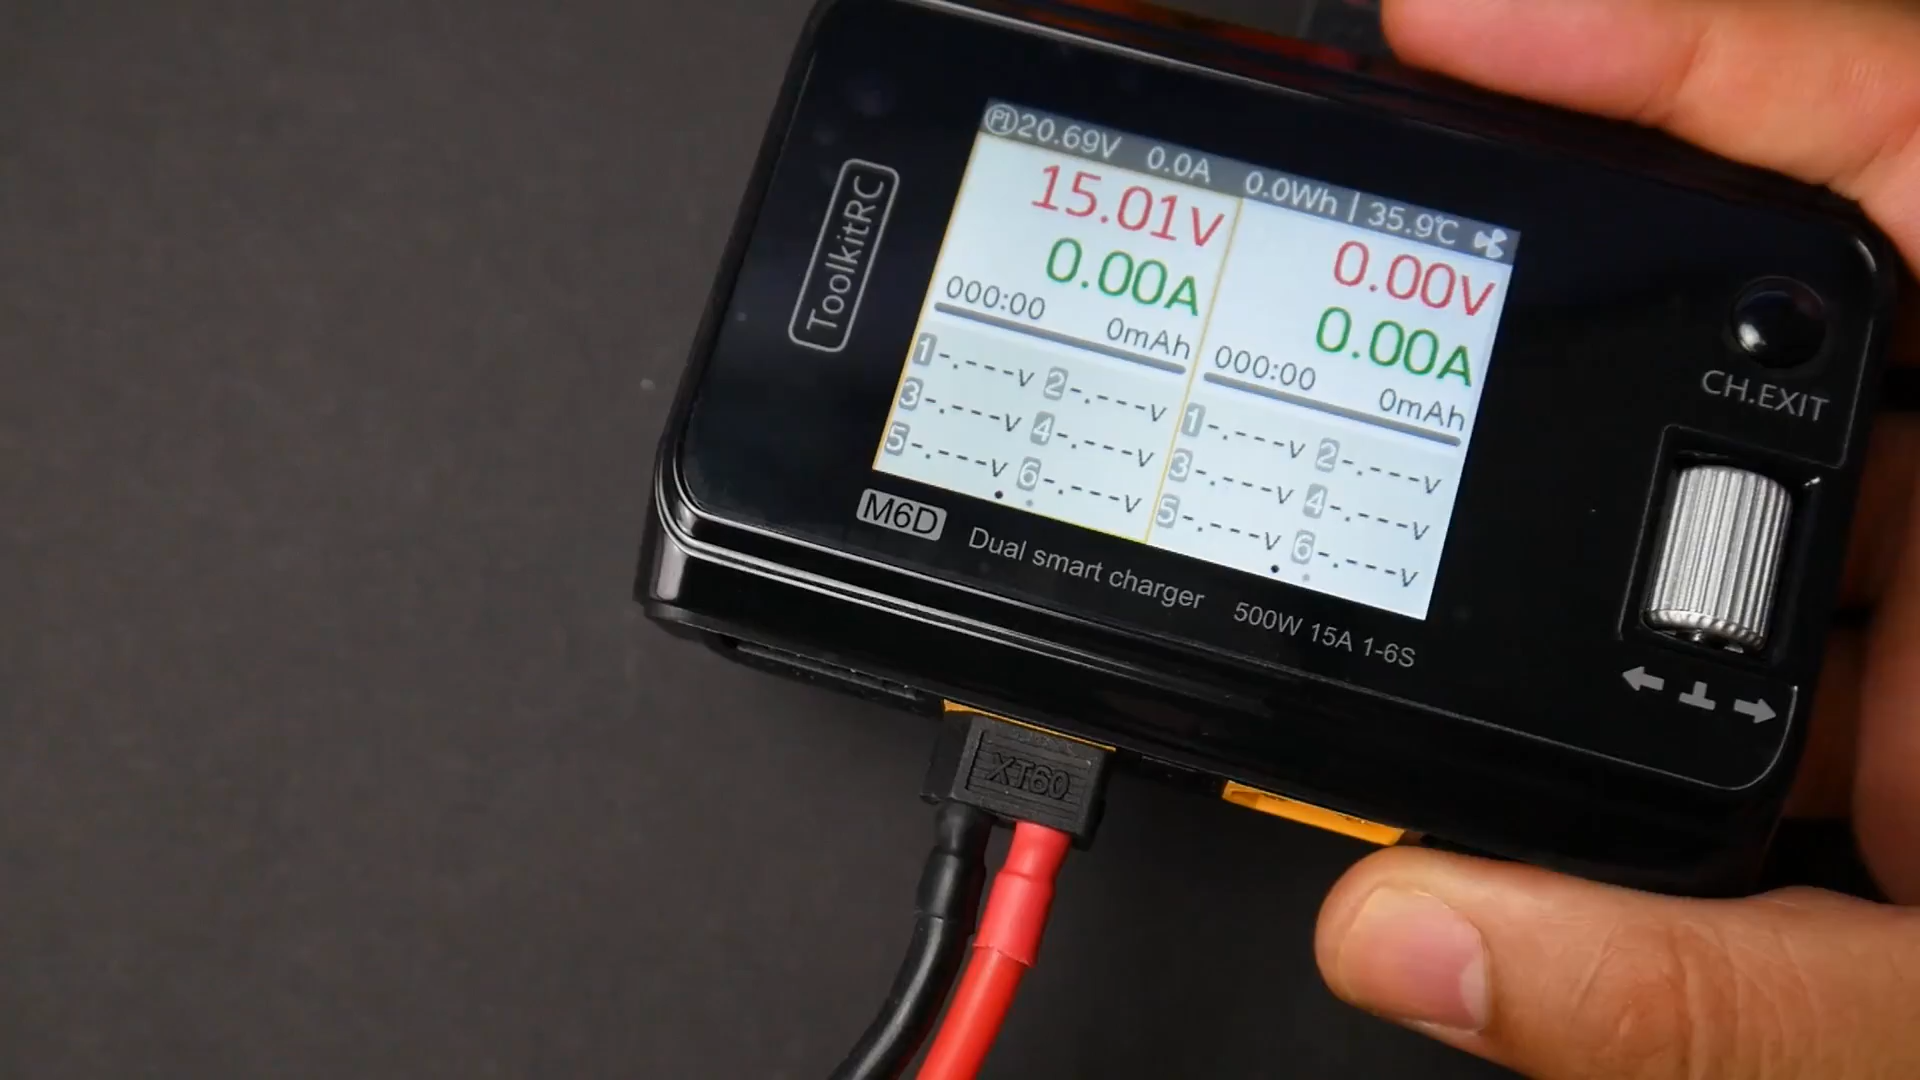 ToolkitRC
P1 20.69V 0.0A 0.0Wh | 35.9℃
15.01V
0.00A
000:00 0mAh
1-.---V 2-.---V
3-.---V 4-.---V
5-.---V 6-.---V
0.00V
0.00A
000:00 0mAh
1-.---V 2-.---V
3-.---V 4-.---V
5-.---V 6-.---V
M6D Dual smart charger 500W 15A 1-6S
CH.EXIT
XT60